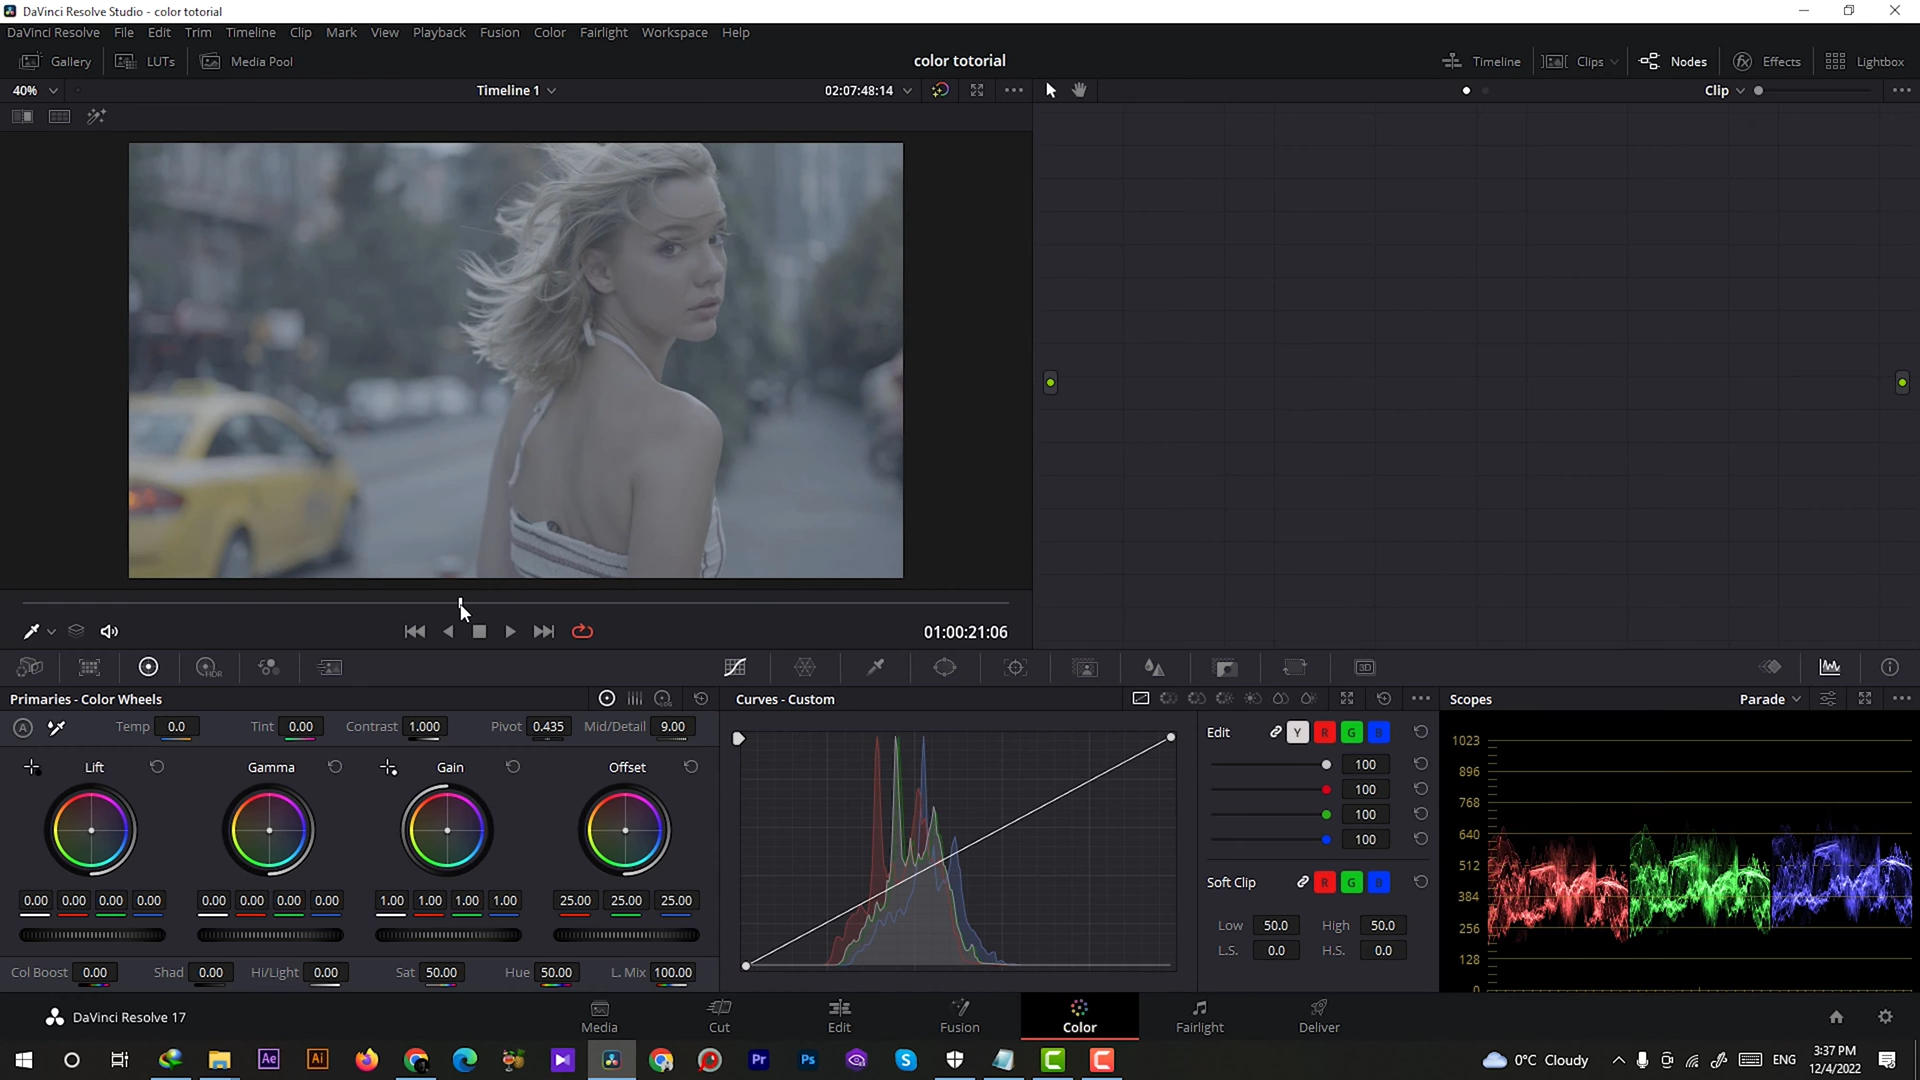 DaVinci Resolve Studio - color totorial
DaVinci Resolve File Edit Trim Timeline Clip Mark View Playback Fusion Color Fairlight Workspace Help
Gallery LUTs Media Pool color totorial Timeline Clips Nodes Effects Lightbox
40% Timeline 1 02:07:48:14 Clip
01:00:21:06
Primaries - Color Wheels Curves - Custom Scopes Parade
A Temp 0.0 Tint 0.00 Contrast 1.000 Pivot 0.435 Mid/Detail 9.00
Lift Gamma Gain Offset
0.00 0.00 0.00 0.00 0.00 0.00 0.00 0.00 1.00 1.00 1.00 1.00 25.00 25.00 25.00
Col Boost 0.00 Shad 0.00 Hi/Light 0.00 Sat 50.00 Hue 50.00 L. Mix 100.00
Edit Y R G B
100
100
100
100
Soft Clip R G B
Low 50.0 High 50.0
L.S. 0.0 H.S. 0.0
1023
896
768
640
512
384
256
128
0
DaVinci Resolve 17 Media Cut Edit Fusion Color Fairlight Deliver
Ae Ai Pr Ps S C C 0°C Cloudy ENG 3:37 PM
12/4/2022